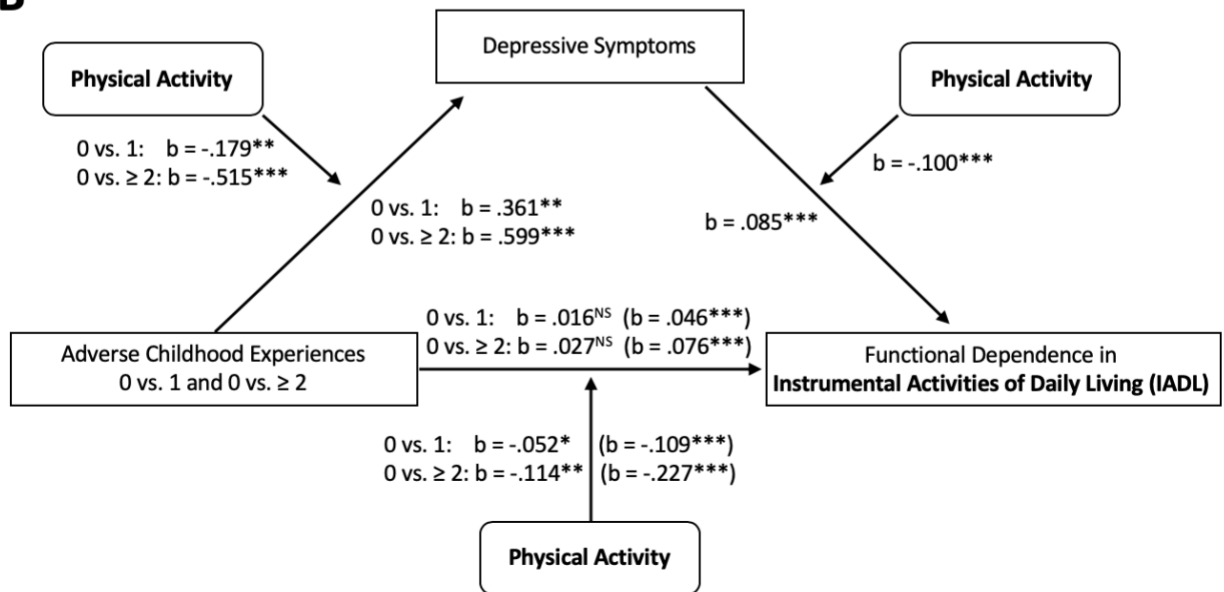 Depressive Symptoms
Physical Activity
Physical Activity
0 vs. 1: b = -.179**
0 vs. ≥ 2: b = -.515***
b = -.100***
0 vs. 1: b = .361**
0 vs. ≥ 2: b = .599***
b = .085***
0 vs. 1: b = .016ᴺˢ (b = .046***)
0 vs. ≥ 2: b = .027ᴺˢ (b = .076***)
Adverse Childhood Experiences
0 vs. 1 and 0 vs. ≥ 2
Functional Dependence in
Instrumental Activities of Daily Living (IADL)
0 vs. 1: b = -.052* (b = -.109***)
0 vs. ≥ 2: b = -.114** (b = -.227***)
Physical Activity